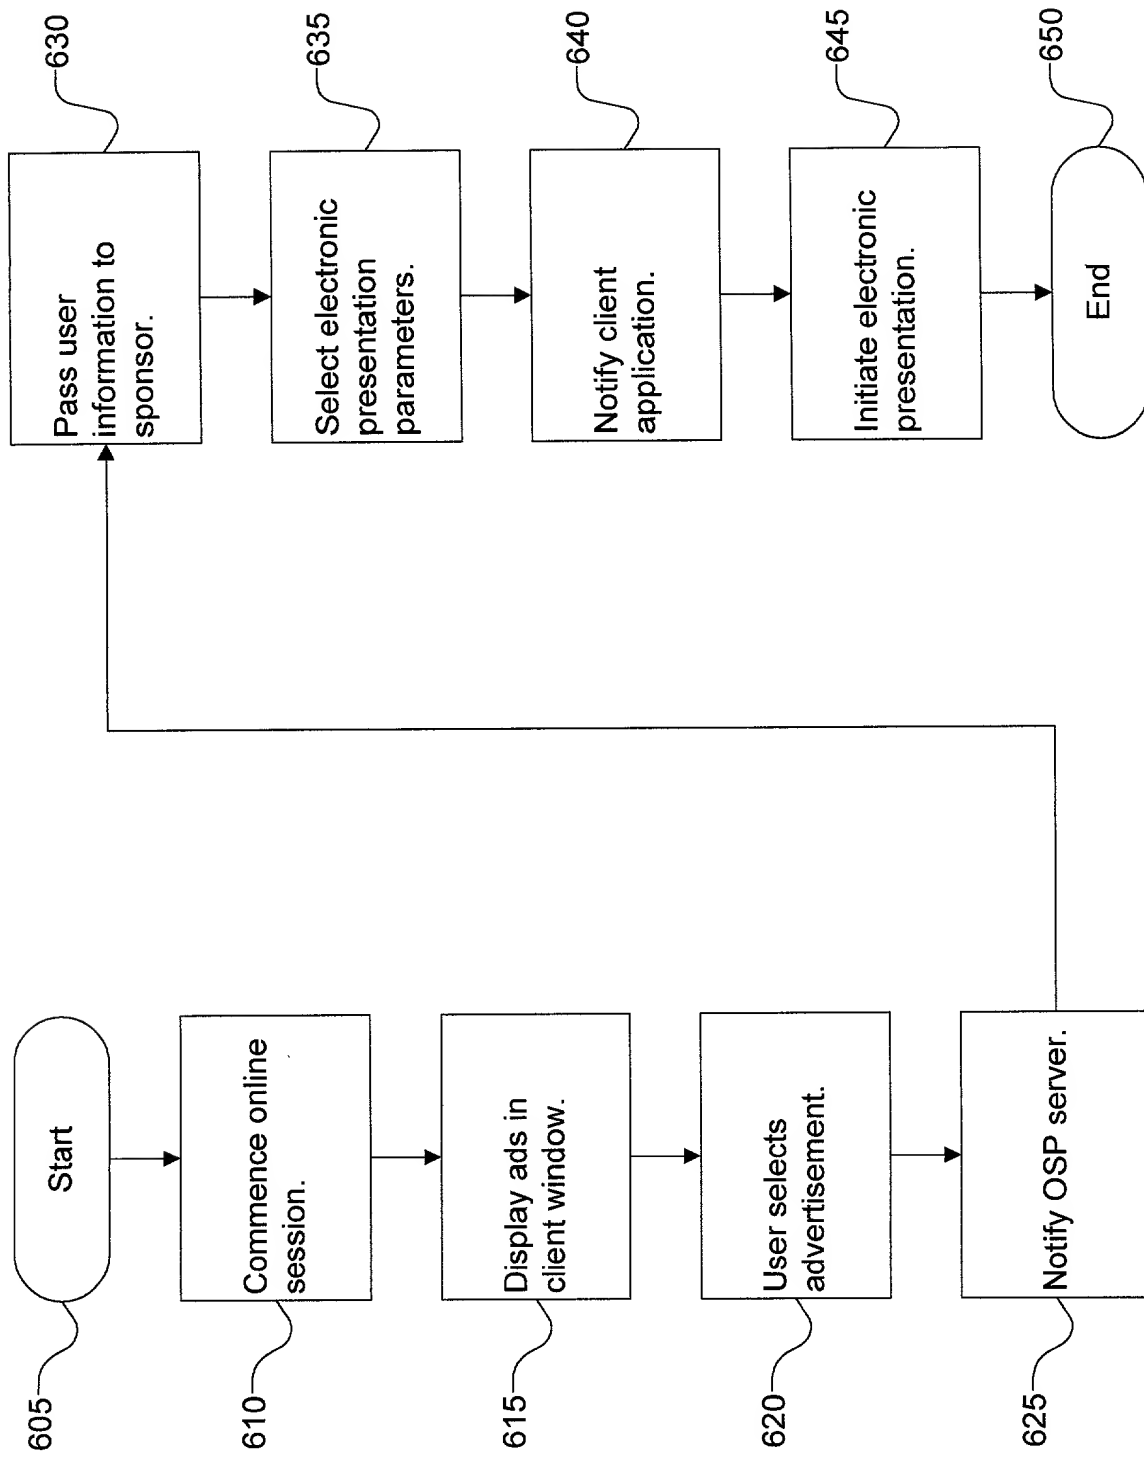 605
Start
610
Commence online
session.
615
Display ads in
client window.
620
User selects
advertisement.
625
Notify OSP server.
630
Pass user
information to
sponsor.
635
Select electronic
presentation
parameters.
640
Notify client
application.
645
Initiate electronic
presentation.
650
End